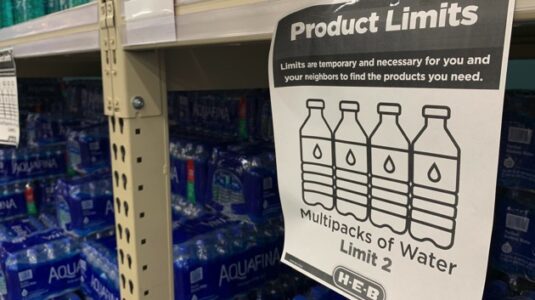 Product Limits
Limits are temporary and necessary for you and
your neighbors to find the products you need.
Multipacks of Water
Limit 2
H-E-B
AQUAFINA
AQUAFINA
AQUAFINA